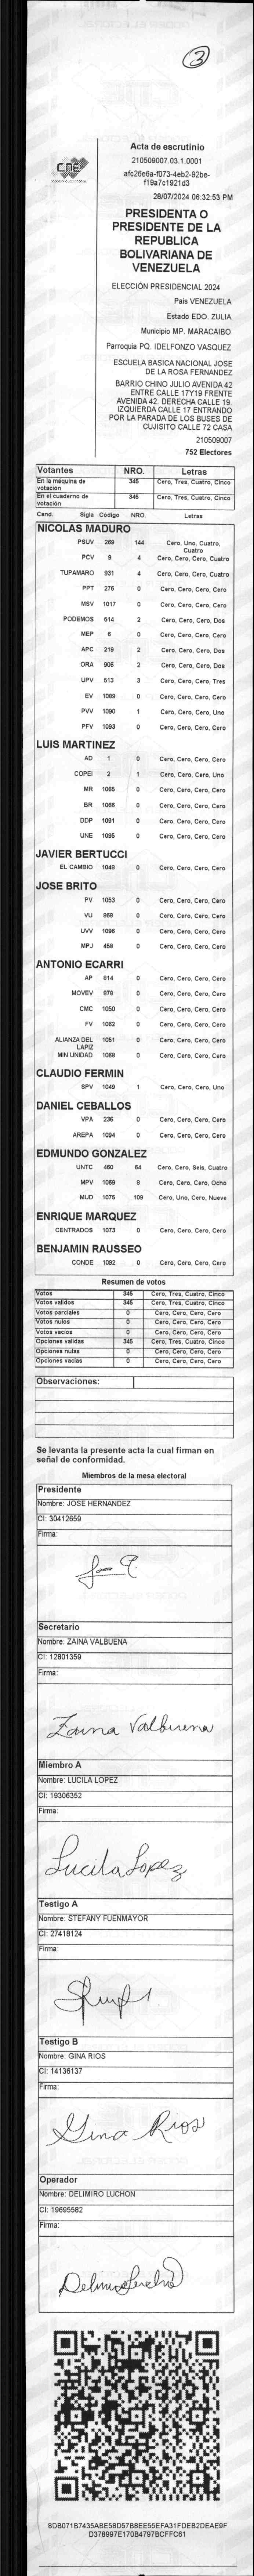 3
CNE
Acta de escrutinio
210509007.03.1.0001
afc26e6a-f073-4eb2-92be-
f19a7c1921d3
28/07/2024 06:32:53 PM
PRESIDENTA O
PRESIDENTE DE LA
REPUBLICA
BOLIVARIANA DE
VENEZUELA
ELECCIÓN PRESIDENCIAL 2024
País VENEZUELA
Estado EDO. ZULIA
Municipio MP. MARACAIBO
Parroquia PQ. IDELFONZO VASQUEZ
ESCUELA BASICA NACIONAL JOSE
DE LA ROSA FERNANDEZ
BARRIO CHINO JULIO AVENIDA 42
ENTRE CALLE 17Y19 FRENTE
AVENIDA 42. DERECHA CALLE 19.
IZQUIERDA CALLE 17 ENTRANDO
POR LA PARADA DE LOS BUSES DE
CUJISITO CALLE 72 CASA
210509007
752 Electores
Votantes NRO. Letras
En la máquina de votación 345 Cero, Tres, Cuatro, Cinco
En el cuaderno de votación 345 Cero, Tres, Cuatro, Cinco
Cand. Sigla Código NRO. Letras
NICOLAS MADURO
PSUV 269 144 Cero, Uno, Cuatro, Cuatro
PCV 9 4 Cero, Cero, Cero, Cuatro
TUPAMARO 931 4 Cero, Cero, Cero, Cuatro
PPT 276 0 Cero, Cero, Cero, Cero
MSV 1017 0 Cero, Cero, Cero, Cero
PODEMOS 514 2 Cero, Cero, Cero, Dos
MEP 6 0 Cero, Cero, Cero, Cero
APC 219 2 Cero, Cero, Cero, Dos
ORA 906 2 Cero, Cero, Cero, Dos
UPV 513 3 Cero, Cero, Cero, Tres
EV 1089 0 Cero, Cero, Cero, Cero
PVV 1090 1 Cero, Cero, Cero, Uno
PFV 1093 0 Cero, Cero, Cero, Cero
LUIS MARTINEZ
AD 1 0 Cero, Cero, Cero, Cero
COPEI 2 1 Cero, Cero, Cero, Uno
MR 1065 0 Cero, Cero, Cero, Cero
BR 1066 0 Cero, Cero, Cero, Cero
DDP 1091 0 Cero, Cero, Cero, Cero
UNE 1095 0 Cero, Cero, Cero, Cero
JAVIER BERTUCCI
EL CAMBIO 1048 0 Cero, Cero, Cero, Cero
JOSE BRITO
PV 1053 0 Cero, Cero, Cero, Cero
VU 868 0 Cero, Cero, Cero, Cero
UVV 1096 0 Cero, Cero, Cero, Cero
MPJ 458 0 Cero, Cero, Cero, Cero
ANTONIO ECARRI
AP 814 0 Cero, Cero, Cero, Cero
MOVEV 978 0 Cero, Cero, Cero, Cero
CMC 1050 0 Cero, Cero, Cero, Cero
FV 1062 0 Cero, Cero, Cero, Cero
ALIANZA DEL LAPIZ 1051 0 Cero, Cero, Cero, Cero
MIN UNIDAD 1068 0 Cero, Cero, Cero, Cero
CLAUDIO FERMIN
SPV 1049 1 Cero, Cero, Cero, Uno
DANIEL CEBALLOS
VPA 236 0 Cero, Cero, Cero, Cero
AREPA 1094 0 Cero, Cero, Cero, Cero
EDMUNDO GONZALEZ
UNTC 460 64 Cero, Cero, Seis, Cuatro
MPV 1069 8 Cero, Cero, Cero, Ocho
MUD 1075 109 Cero, Uno, Cero, Nueve
ENRIQUE MARQUEZ
CENTRADOS 1073 0 Cero, Cero, Cero, Cero
BENJAMIN RAUSSEO
CONDE 1092 0 Cero, Cero, Cero, Cero
Resumen de votos
Votos 345 Cero, Tres, Cuatro, Cinco
Votos validos 345 Cero, Tres, Cuatro, Cinco
Votos parciales 0 Cero, Cero, Cero, Cero
Votos nulos 0 Cero, Cero, Cero, Cero
Votos vacios 0 Cero, Cero, Cero, Cero
Opciones validas 345 Cero, Tres, Cuatro, Cinco
Opciones nulas 0 Cero, Cero, Cero, Cero
Opciones vacias 0 Cero, Cero, Cero, Cero
Observaciones:
Se levanta la presente acta la cual firman en
señal de conformidad.
Miembros de la mesa electoral
Presidente
Nombre: JOSE HERNANDEZ
CI: 30412659
Firma:
Secretario
Nombre: ZAINA VALBUENA
CI: 12801359
Firma:
Zaina Valbuena
Miembro A
Nombre: LUCILA LOPEZ
CI: 19306352
Firma:
Lucila Lopez
Testigo A
Nombre: STEFANY FUENMAYOR
CI: 27418124
Firma:
Testigo B
Nombre: GINA RIOS
CI: 14136137
Firma:
Gina Rios
Operador
Nombre: DELIMIRO LUCHON
CI: 19695582
Firma:
8DB071B7435ABE58D57B8EE55EFA31FDEB2DEAE9F
D378997E170B4797BCFFC61